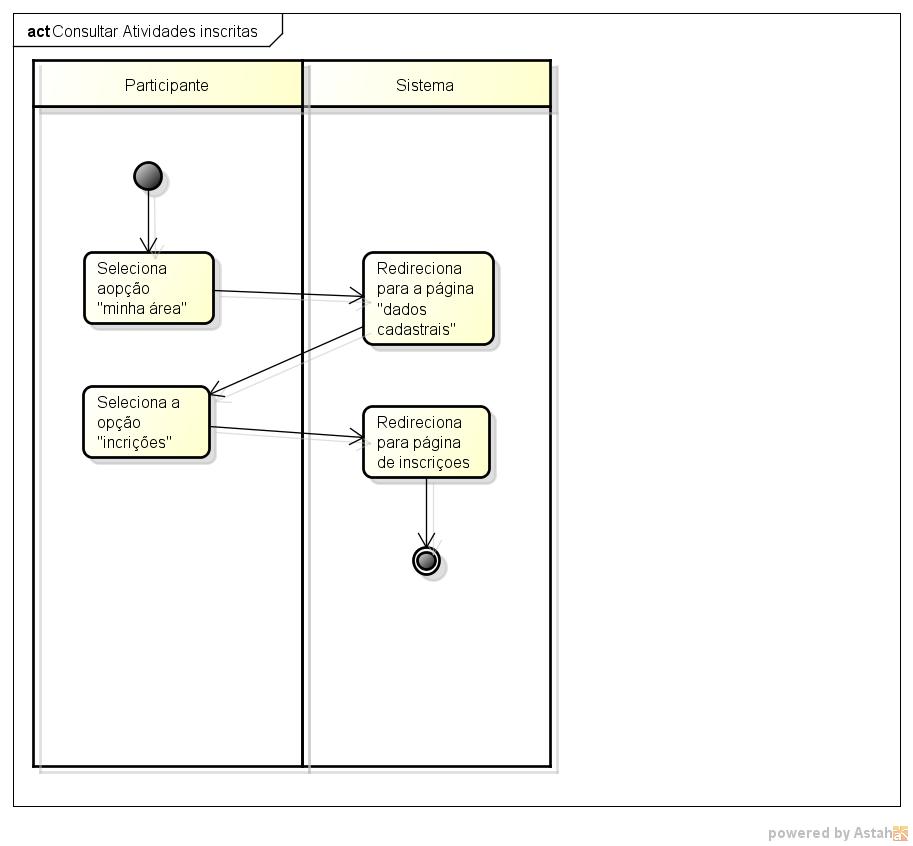 act Consultar Atividades inscritas
Participante
Sistema
Seleciona
aopção
"minha área"
Redireciona
para a página
"dados
cadastrais"
Seleciona a
opção
"incrições"
Redireciona
para página
de inscriçoes
powered by Astah